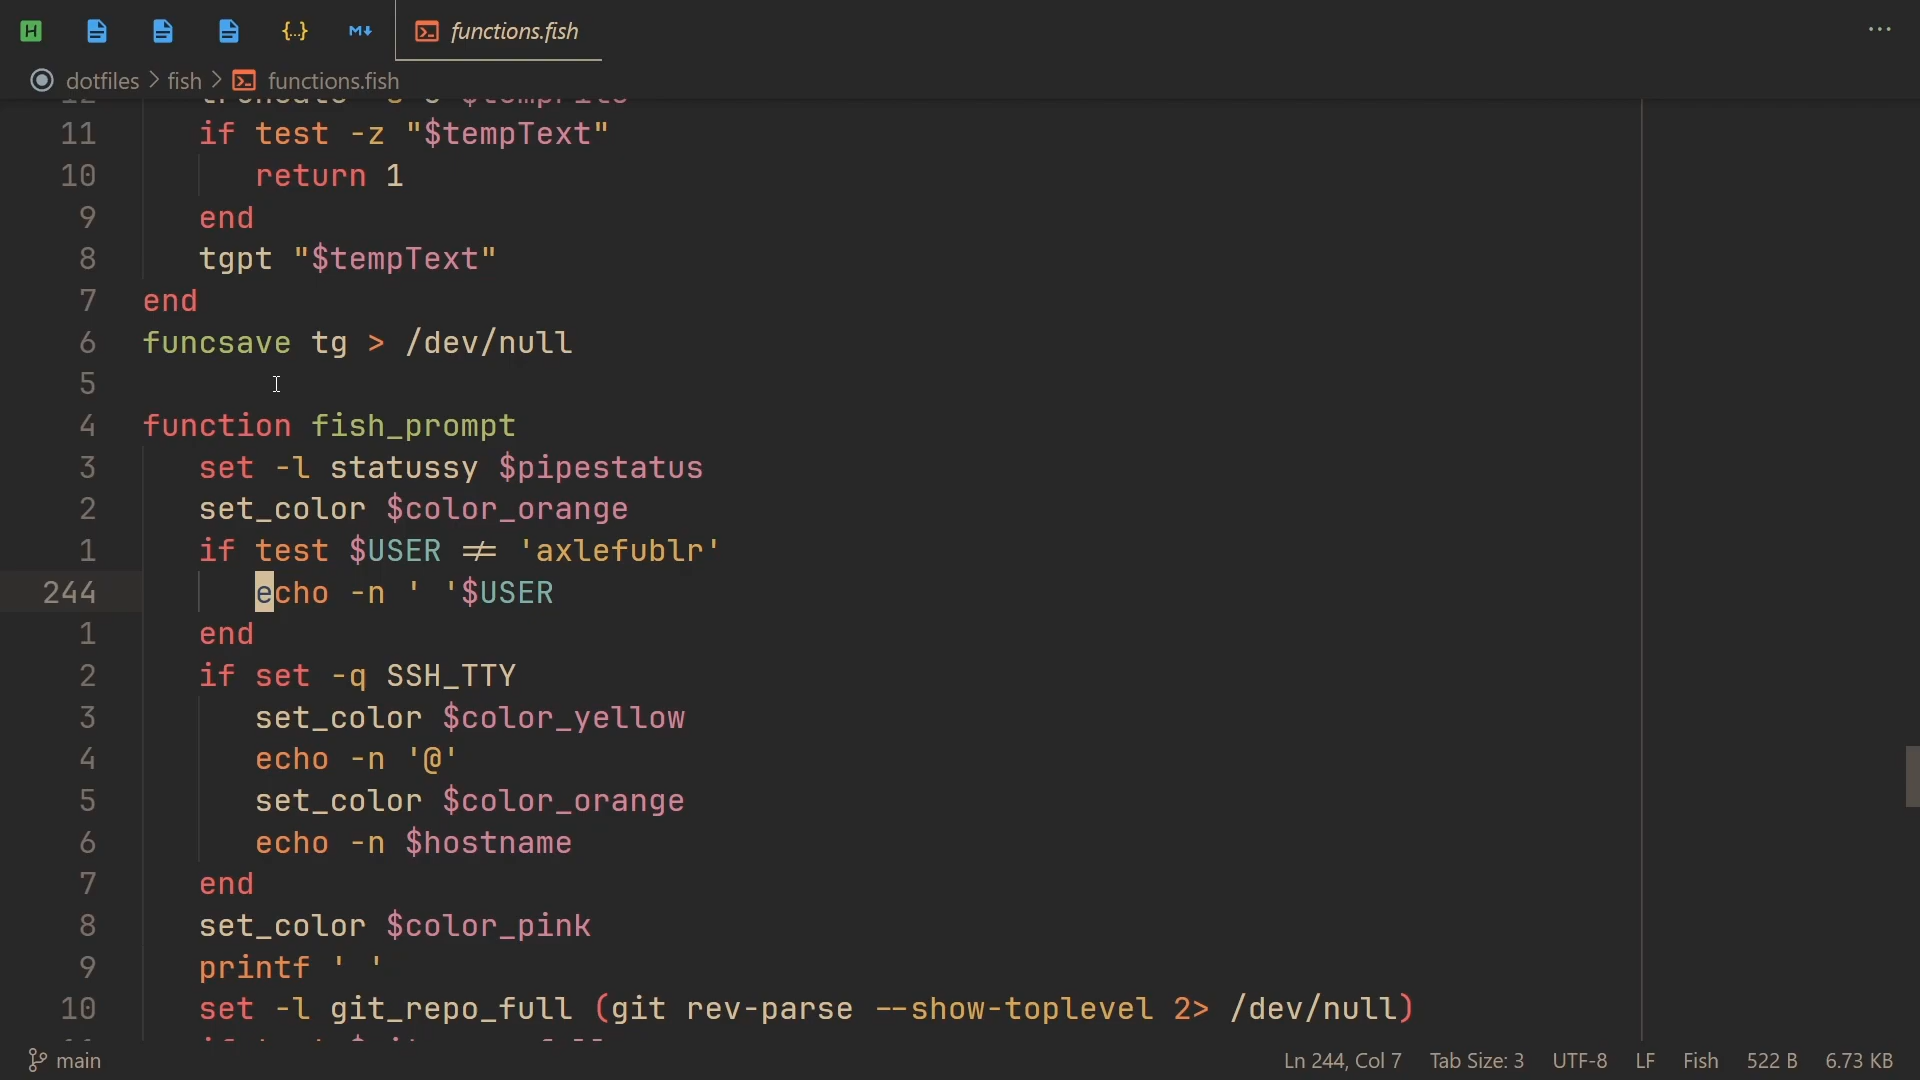 H {..} M functions.fish ...
dotfiles > fish > functions.fish
11 if test -z "$tempText"
10 return 1
9 end
8 tgpt "$tempText"
7 end
6 funcsave tg > /dev/null
5
4 function fish_prompt
3 set -l statussy $pipestatus
2 set_color $color_orange
1 if test $USER != 'axlefublr'
244 echo -n ' '$USER
1 end
2 if set -q SSH_TTY
3 set_color $color_yellow
4 echo -n '@'
5 set_color $color_orange
6 echo -n $hostname
7 end
8 set_color $color_pink
9 printf ' '
10 set -l git_repo_full (git rev-parse --show-toplevel 2> /dev/null)
main Ln 244, Col 7 Tab Size: 3 UTF-8 LF Fish 522 B 6.73 KB